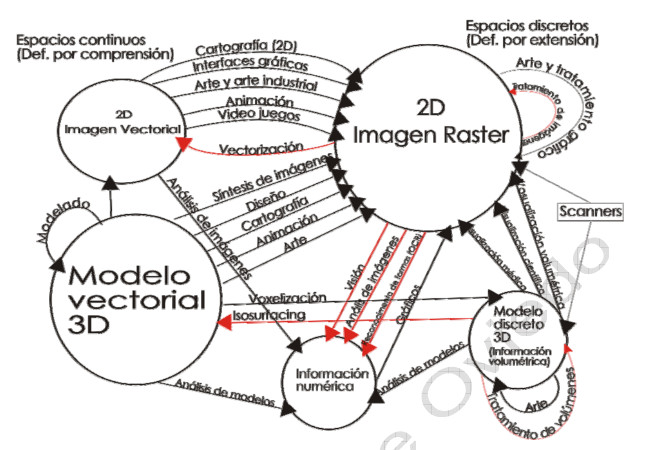 Espacios continuos
(Def. por comprensión)
Espacios discretos
(Def. por extensión)
Cartografía (2D)
Interfaces gráficas
Arte y arte industrial
Animación
Video juegos
Vectorización
2D
Imagen Vectorial
2D
Imagen Raster
Arte y tratamiento gráfico
Tratamiento de imágenes
Síntesis de imágenes
Diseño
Cartografía
Animación
Arte
Análisis de imágenes
Modelado
Scanners
Modelo
vectorial
3D
Voxelización
Isosurfacing
Visión
Reconocimiento de formas (OCR)
Gráficos
Visualización médica
Visualización científica
Visualización volumétrica
Modelo
discreto
3D
(Información
volumétrica)
Información
numérica
Análisis de modelos
Análisis de modelos
Arte
Tratamiento de volúmenes
e Oviedo